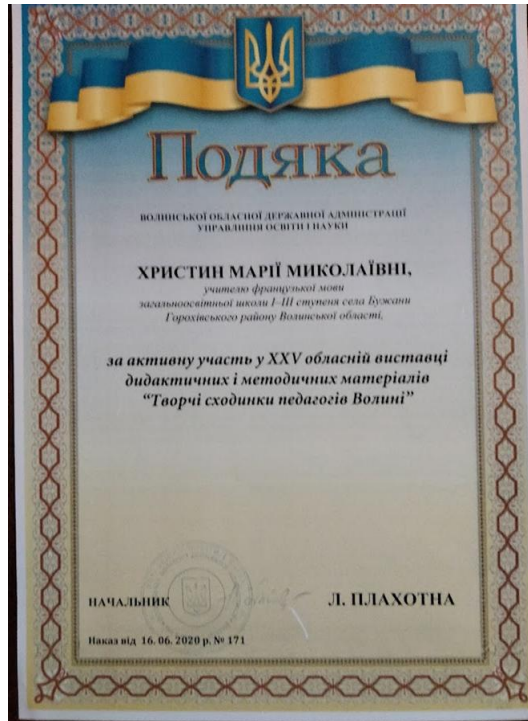 Подяка
ВОЛИНСЬКОЇ ОБЛАСНОЇ ДЕРЖАВНОЇ АДМІНІСТРАЦІЇ
УПРАВЛІННЯ ОСВІТИ І НАУКИ
ХРИСТИН МАРІЇ МИКОЛАЇВНІ,
учителю французької мови
загальноосвітньої школи І–ІІІ ступеня села Бужани
Горохівського району Волинської області,
за активну участь у XXV обласній виставці
дидактичних і методичних матеріалів
“Творчі сходинки педагогів Волині”
НАЧАЛЬНИК
Л. ПЛАХОТНА
Наказ від 16. 06. 2020 р. № 171